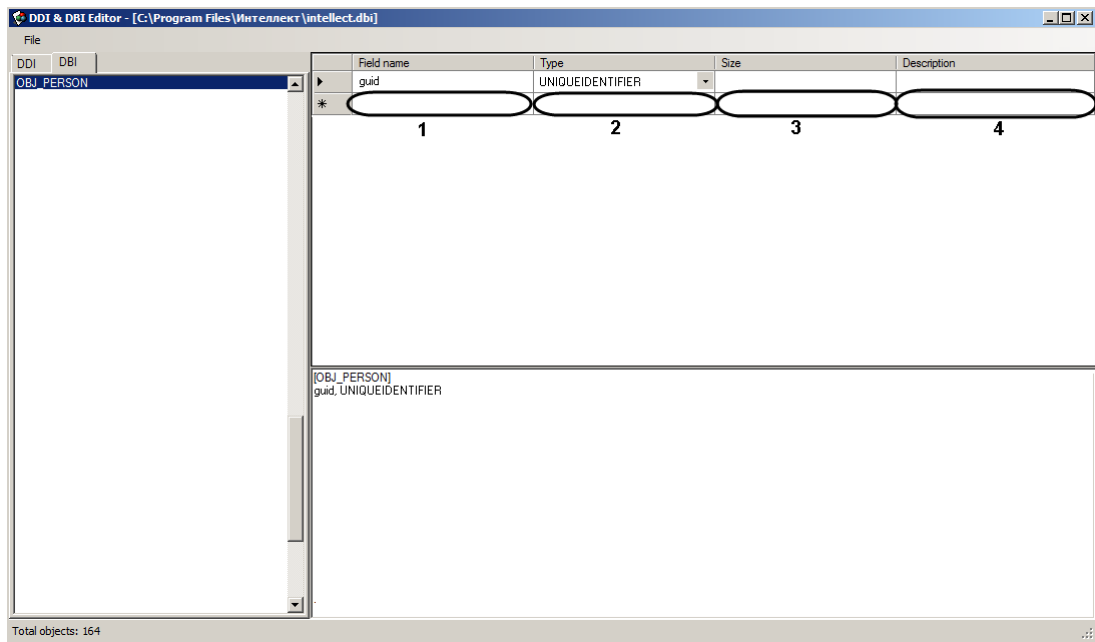 DDI & DBI Editor - [C:\Program Files\Интеллект\intellect.dbi]
File
DDI DBI
Field name Type Size Description
OBJ_PERSON
guid UNIQUEIDENTIFIER
*
1 2 3 4
[OBJ_PERSON]
guid, UNIQUEIDENTIFIER
Total objects: 164